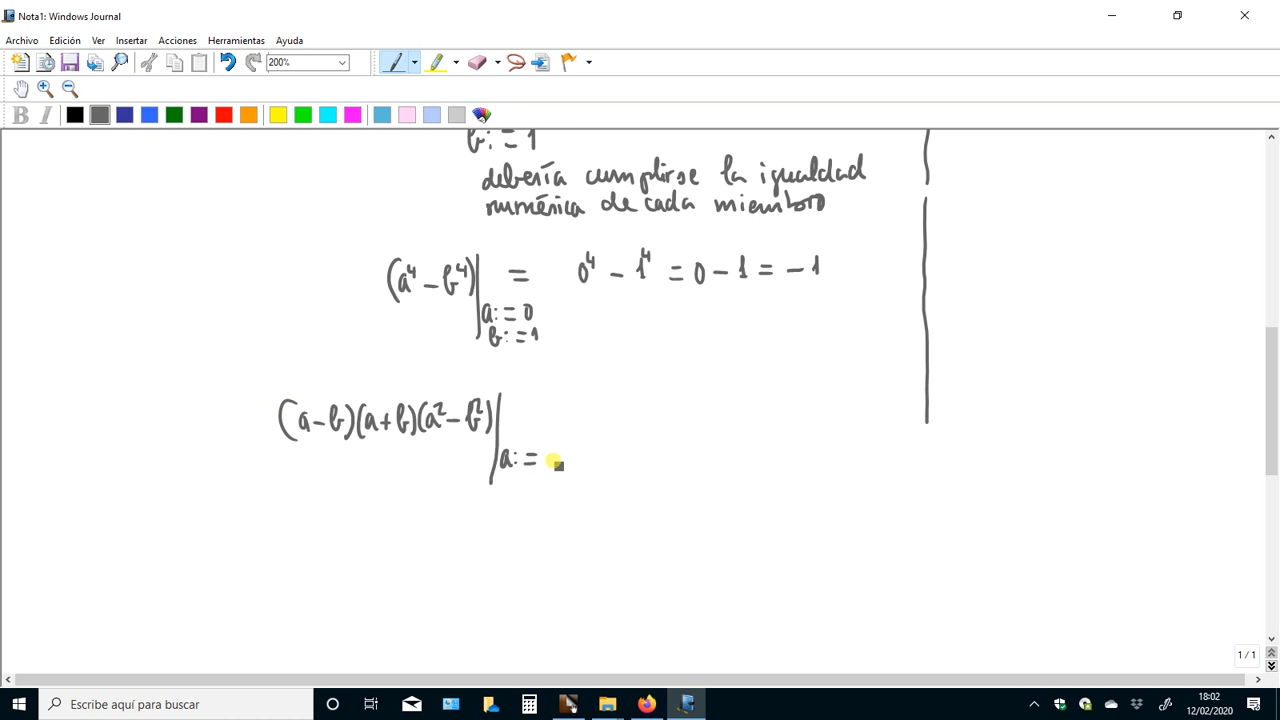 Nota1: Windows Journal
Archivo Edición Ver Insertar Acciones Herramientas Ayuda
200%
B I
b := 1
debería cumplirse la igualdad
numérica de cada miembro
(a⁴ - b⁴)| = 0⁴ - 1⁴ = 0 - 1 = -1
a := 0
b := 1
(a - b)(a + b)(a² - b²)|
a :=
1 / 1
Escribe aquí para buscar
18:02
12/02/2020